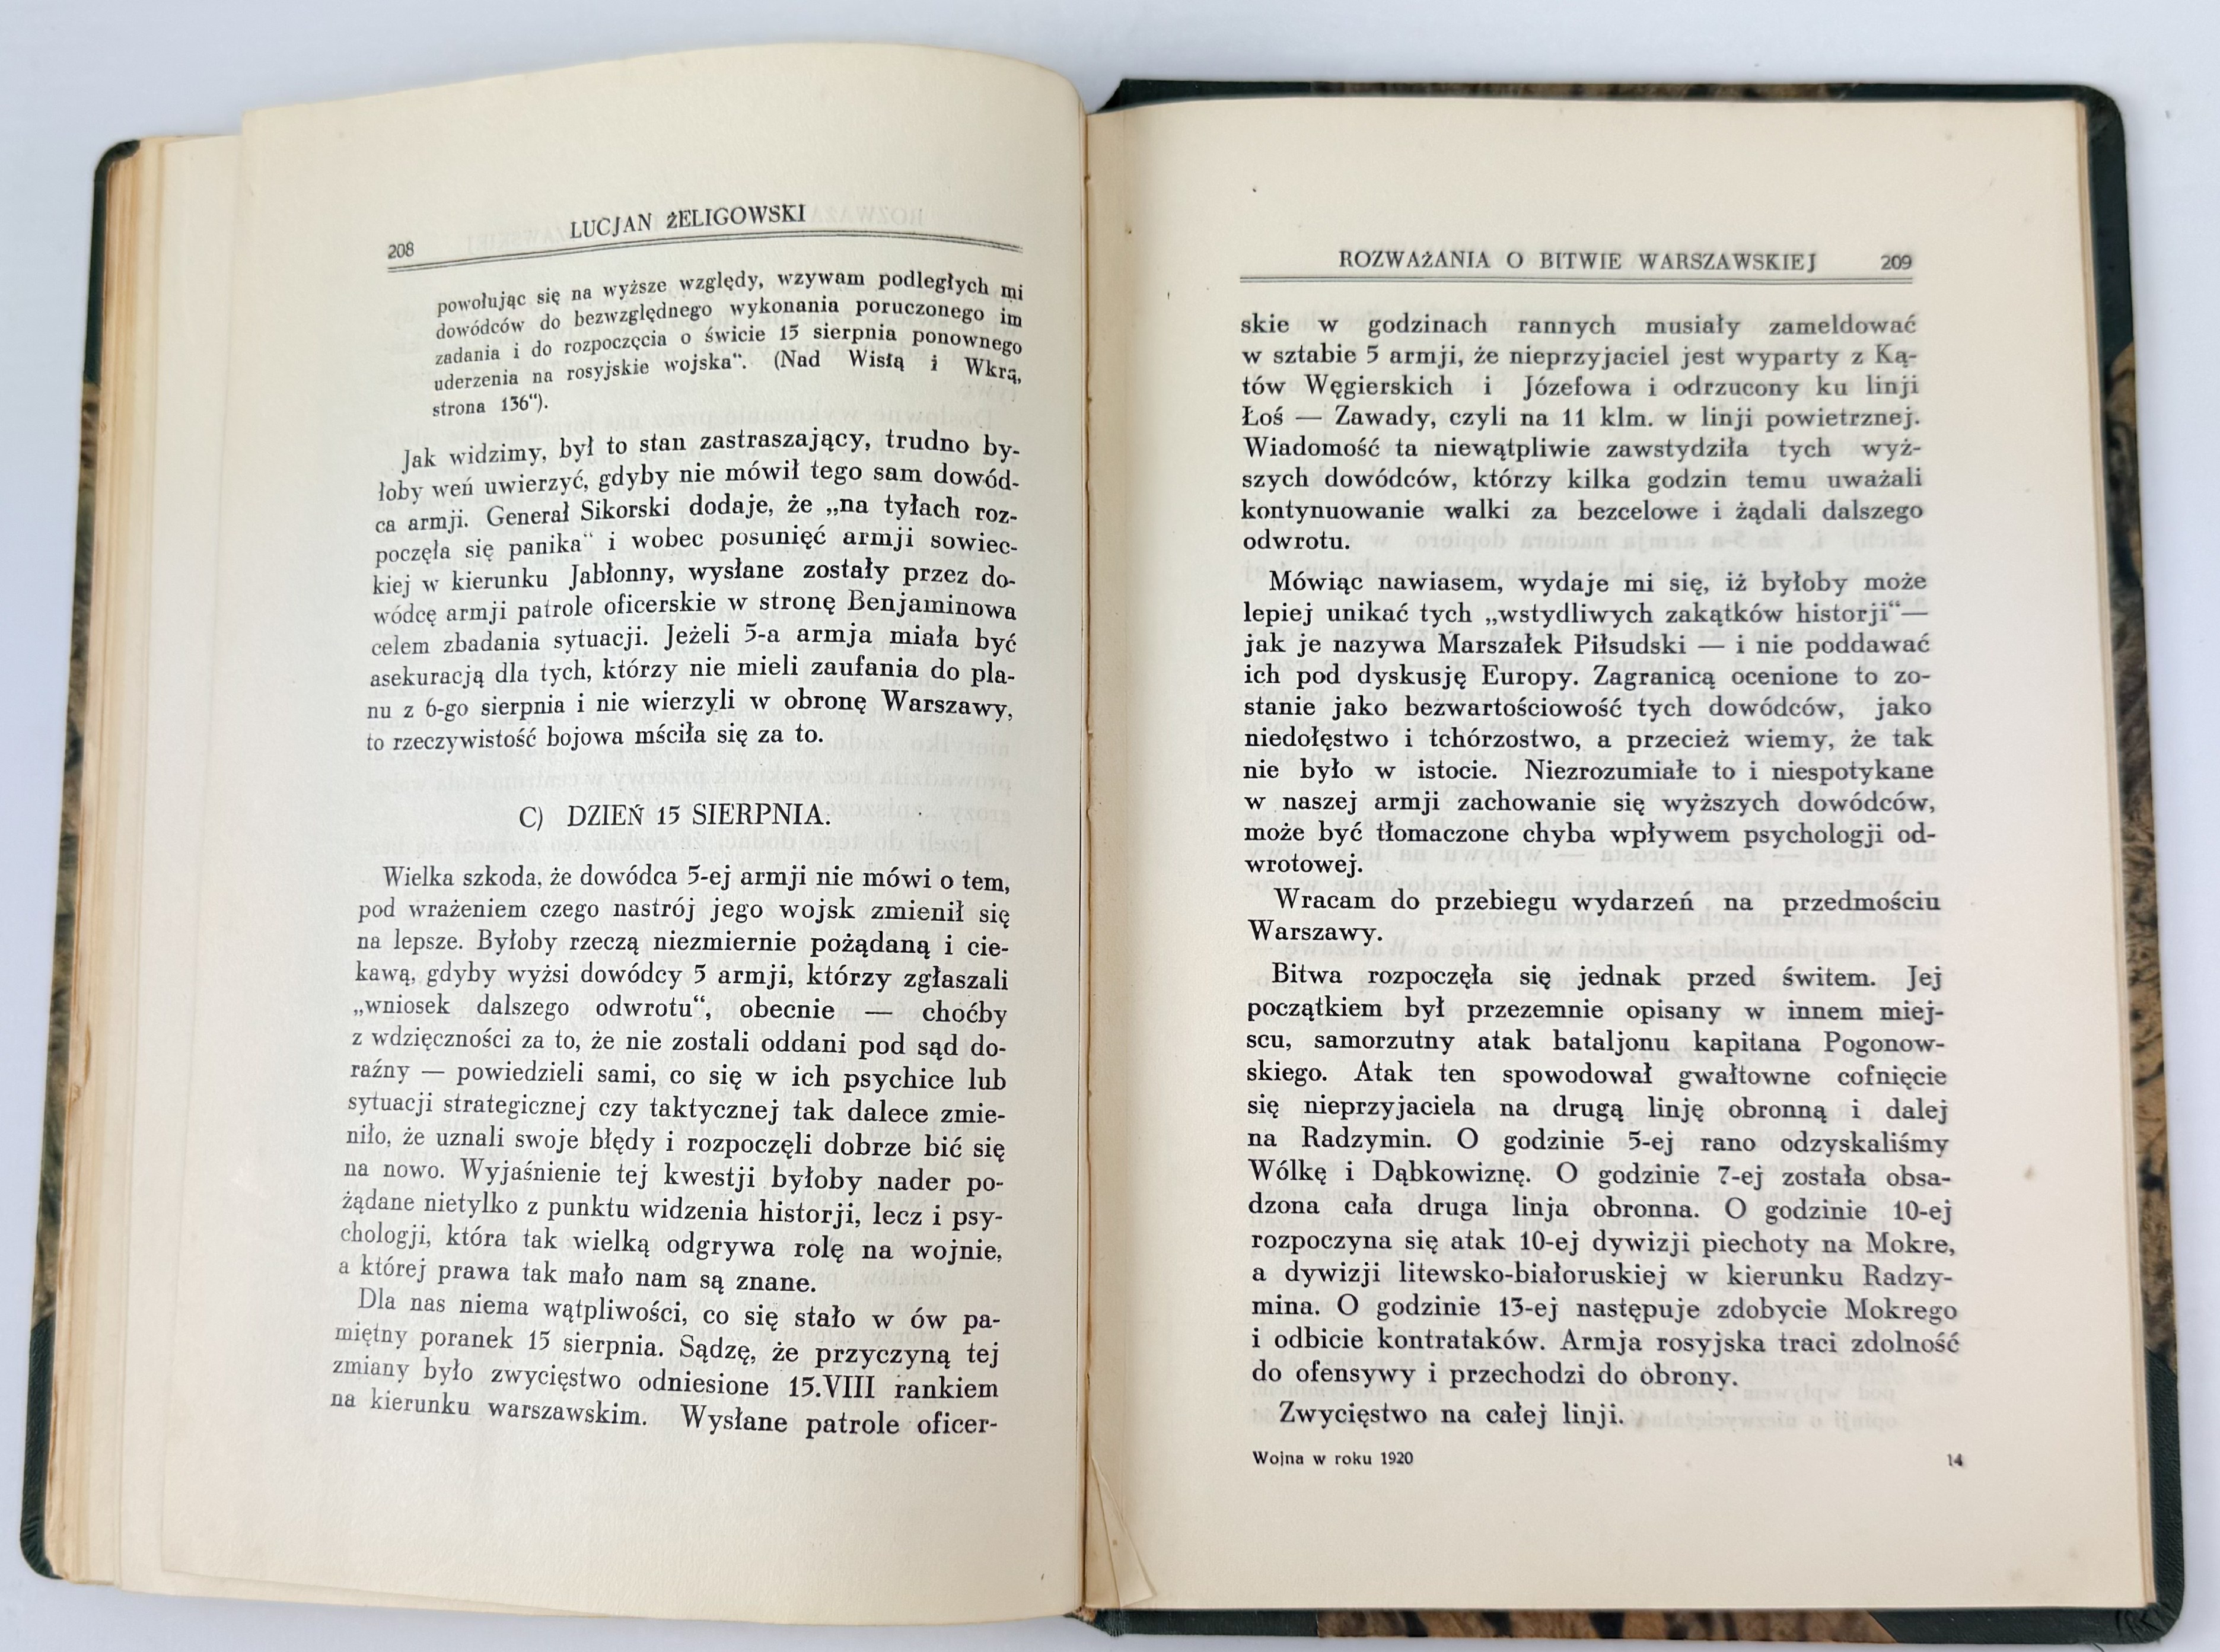 208
LUCJAN ŻELIGOWSKI
powołując się na wyższe względy, wzywam podległych mi
dowódców do bezwzględnego wykonania poruczonego im
zadania i do rozpoczęcia o świcie 15 sierpnia ponownego
uderzenia na rosyjskie wojska“. (Nad Wisłą i Wkrą,
strona 136“).
Jak widzimy, był to stan zastraszający, trudno by-
łoby weń uwierzyć, gdyby nie mówił tego sam dowód-
ca armji. Generał Sikorski dodaje, że „na tyłach roz-
poczęła się panika“ i wobec posunięć armji sowiec-
kiej w kierunku Jabłonny, wysłane zostały przez do-
wódcę armji patrole oficerskie w stronę Benjaminowa
celem zbadania sytuacji. Jeżeli 5-a armja miała być
asekuracją dla tych, którzy nie mieli zaufania do pla-
nu z 6-go sierpnia i nie wierzyli w obronę Warszawy,
to rzeczywistość bojowa mściła się za to.
C) DZIEŃ 15 SIERPNIA.
Wielka szkoda, że dowódca 5-ej armji nie mówi o tem,
pod wrażeniem czego nastrój jego wojsk zmienił się
na lepsze. Byłoby rzeczą niezmiernie pożądaną i cie-
kawą, gdyby wyżsi dowódcy 5 armji, którzy zgłaszali
„wniosek dalszego odwrotu“, obecnie — choćby
z wdzięczności za to, że nie zostali oddani pod sąd do-
raźny — powiedzieli sami, co się w ich psychice lub
sytuacji strategicznej czy taktycznej tak dalece zmie-
niło, że uznali swoje błędy i rozpoczęli dobrze bić się
na nowo. Wyjaśnienie tej kwestji byłoby nader po-
żądane nietylko z punktu widzenia historji, lecz i psy-
chologji, która tak wielką odgrywa rolę na wojnie,
a której prawa tak mało nam są znane.
Dla nas niema wątpliwości, co się stało w ów pa-
miętny poranek 15 sierpnia. Sądzę, że przyczyną tej
zmiany było zwycięstwo odniesione 15.VIII rankiem
na kierunku warszawskim. Wysłane patrole oficer-
ROZWAŻANIA O BITWIE WARSZAWSKIEJ 209
skie w godzinach rannych musiały zameldować
w sztabie 5 armji, że nieprzyjaciel jest wyparty z Ką-
tów Węgierskich i Józefowa i odrzucony ku linji
Łoś — Zawady, czyli na 11 klm. w linji powietrznej.
Wiadomość ta niewątpliwie zawstydziła tych wyż-
szych dowódców, którzy kilka godzin temu uważali
kontynuowanie walki za bezcelowe i żądali dalszego
odwrotu.
Mówiąc nawiasem, wydaje mi się, iż byłoby może
lepiej unikać tych „wstydliwych zakątków historji“—
jak je nazywa Marszałek Piłsudski — i nie poddawać
ich pod dyskusję Europy. Zagranicą ocenione to zo-
stanie jako bezwartościowość tych dowódców, jako
niedołęstwo i tchórzostwo, a przecież wiemy, że tak
nie było w istocie. Niezrozumiałe to i niespotykane
w naszej armji zachowanie się wyższych dowódców,
może być tłomaczone chyba wpływem psychologji od-
wrotowej.
Wracam do przebiegu wydarzeń na przedmościu
Warszawy.
Bitwa rozpoczęła się jednak przed świtem. Jej
początkiem był przezemnie opisany w innem miej-
scu, samorzutny atak bataljonu kapitana Pogonow-
skiego. Atak ten spowodował gwałtowne cofnięcie
się nieprzyjaciela na drugą linję obronną i dalej
na Radzymin. O godzinie 5-ej rano odzyskaliśmy
Wólkę i Dąbkowiznę. O godzinie 7-ej została obsa-
dzona cała druga linja obronna. O godzinie 10-ej
rozpoczyna się atak 10-ej dywizji piechoty na Mokre,
a dywizji litewsko-białoruskiej w kierunku Radzy-
mina. O godzinie 13-ej następuje zdobycie Mokrego
i odbicie kontrataków. Armja rosyjska traci zdolność
do ofensywy i przechodzi do obrony.
Zwycięstwo na całej linji.
Wojna w roku 1920 14